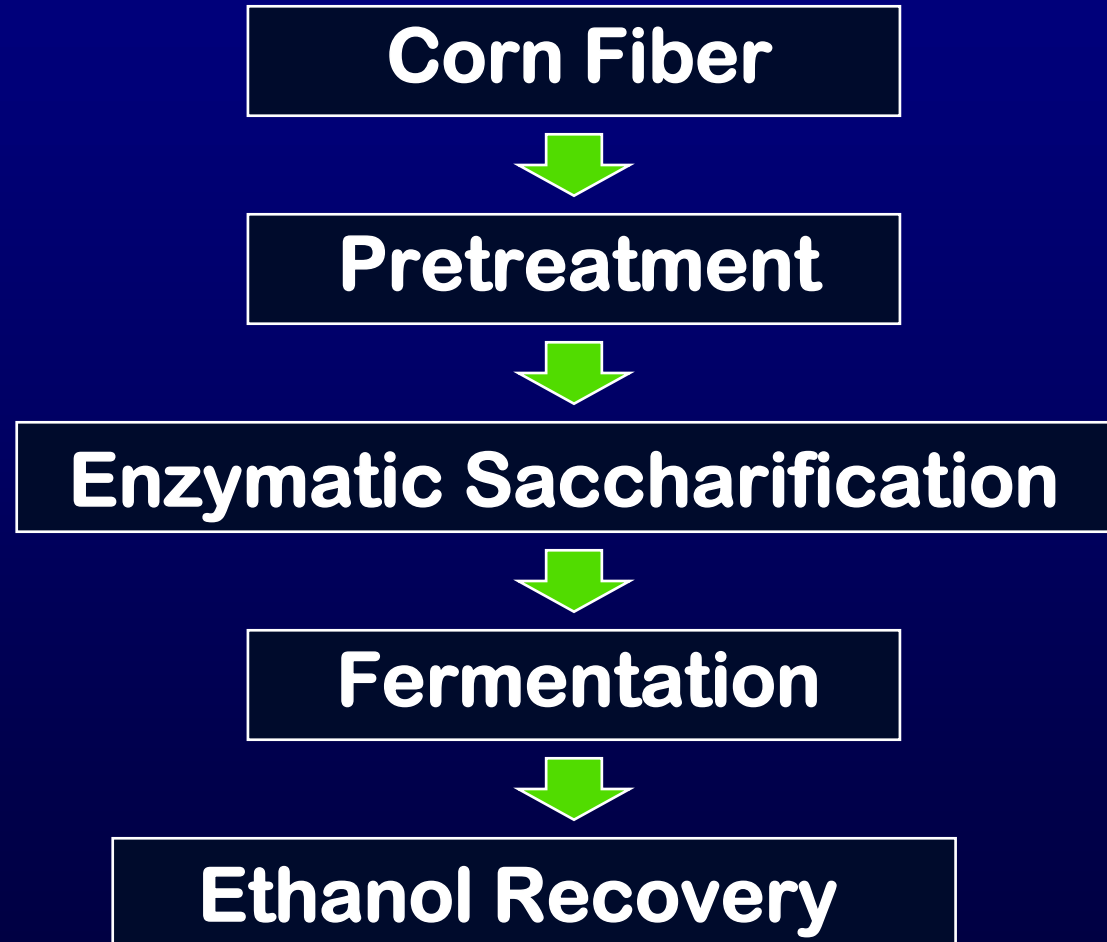 Corn Fiber
Pretreatment
Enzymatic Saccharification
Fermentation
Ethanol Recovery